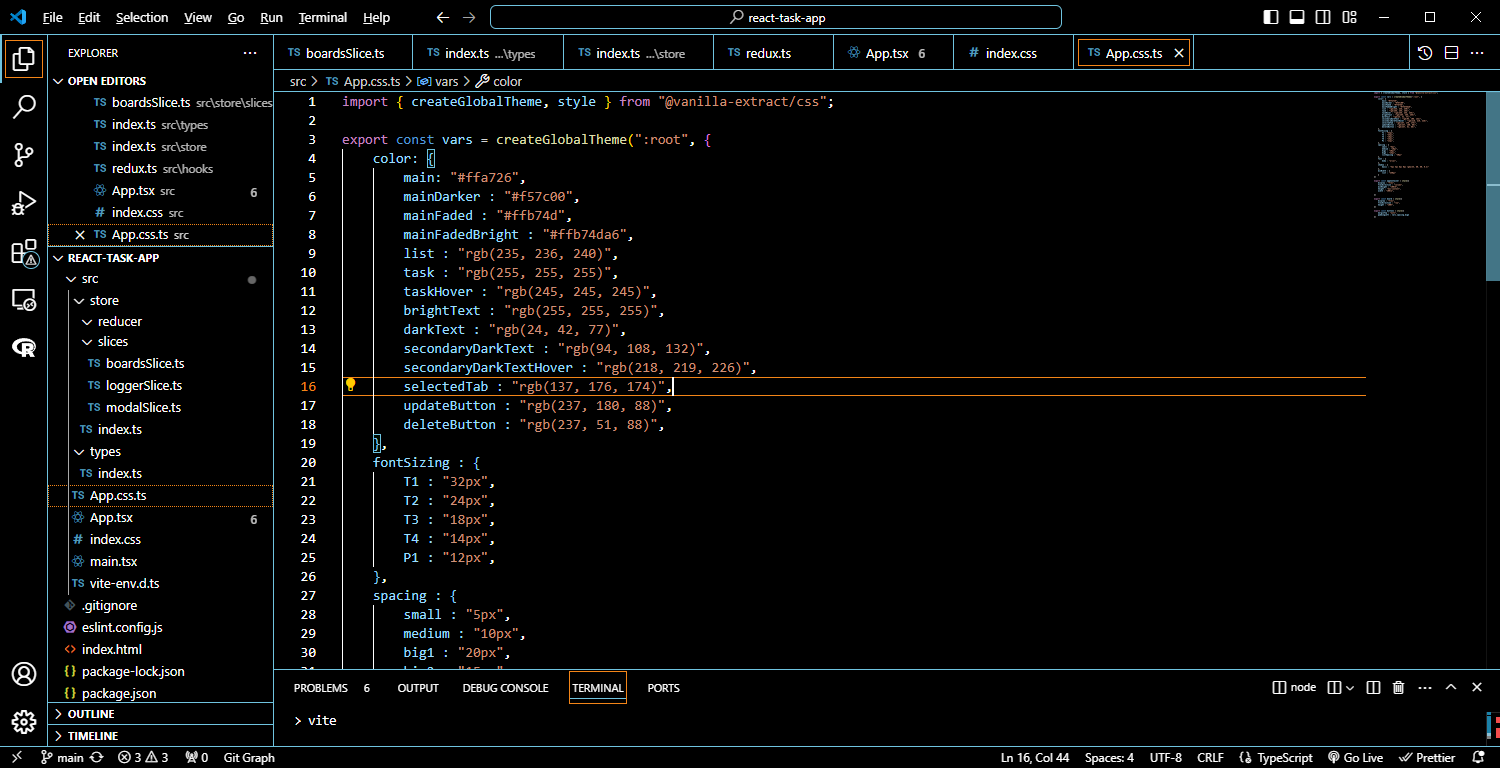 File Edit Selection View Go Run Terminal Help
react-task-app
EXPLORER
OPEN EDITORS
TS boardsSlice.ts src\store\slices
TS index.ts src\types
TS index.ts src\store
TS redux.ts src\hooks
App.tsx src 6
# index.css src
TS App.css.ts src
REACT-TASK-APP
src
store
reducer
slices
TS boardsSlice.ts
TS loggerSlice.ts
TS modalSlice.ts
TS index.ts
types
TS index.ts
TS App.css.ts
App.tsx 6
# index.css
main.tsx
TS vite-env.d.ts
.gitignore
eslint.config.js
<> index.html
{} package-lock.json
{} package.json
OUTLINE
TIMELINE
TS boardsSlice.ts TS index.ts ...\types TS index.ts ...\store TS redux.ts App.tsx 6 # index.css TS App.css.ts
src > TS App.css.ts > vars > color
1 import { createGlobalTheme, style } from "@vanilla-extract/css";
2
3 export const vars = createGlobalTheme(":root", {
4 color: {
5 main: "#ffa726",
6 mainDarker : "#f57c00",
7 mainFaded : "#ffb74d",
8 mainFadedBright : "#ffb74da6",
9 list : "rgb(235, 236, 240)",
10 task : "rgb(255, 255, 255)",
11 taskHover : "rgb(245, 245, 245)",
12 brightText : "rgb(255, 255, 255)",
13 darkText : "rgb(24, 42, 77)",
14 secondaryDarkText : "rgb(94, 108, 132)",
15 secondaryDarkTextHover : "rgb(218, 219, 226)",
16 selectedTab : "rgb(137, 176, 174)",
17 updateButton : "rgb(237, 180, 88)",
18 deleteButton : "rgb(237, 51, 88)",
19 },
20 fontSizing : {
21 T1 : "32px",
22 T2 : "24px",
23 T3 : "18px",
24 T4 : "14px",
25 P1 : "12px",
26 },
27 spacing : {
28 small : "5px",
29 medium : "10px",
30 big1 : "20px",
PROBLEMS 6 OUTPUT DEBUG CONSOLE TERMINAL PORTS
node
> vite
main 3 3 0 Git Graph
Ln 16, Col 44 Spaces: 4 UTF-8 CRLF {} TypeScript Go Live Prettier